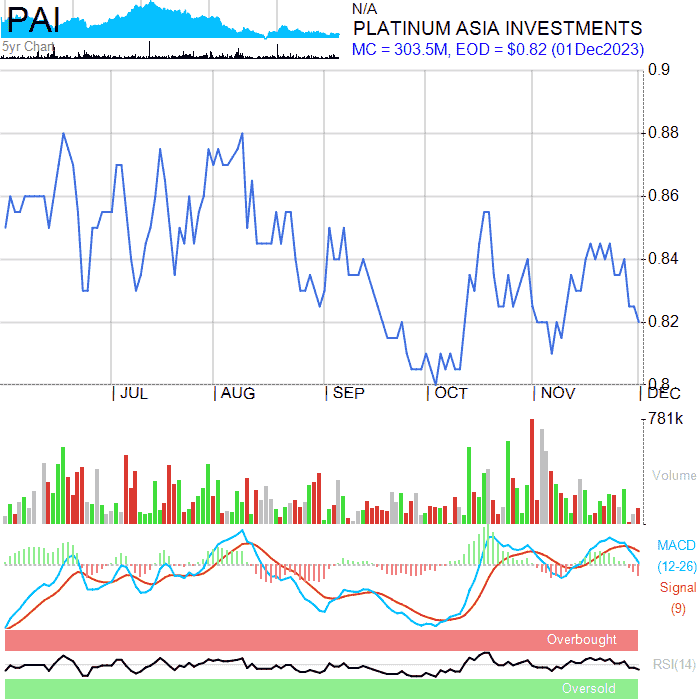 PAI
5yr Chart
N/A
PLATINUM ASIA INVESTMENTS
MC = 303.5M, EOD = $0.82 (01Dec2023)
0.9
0.88
0.86
0.84
0.82
0.8
JUL
AUG
SEP
OCT
NOV
DEC
781k
Volume
MACD
(12-26)
Signal
(9)
Overbought
RSI(14)
Oversold